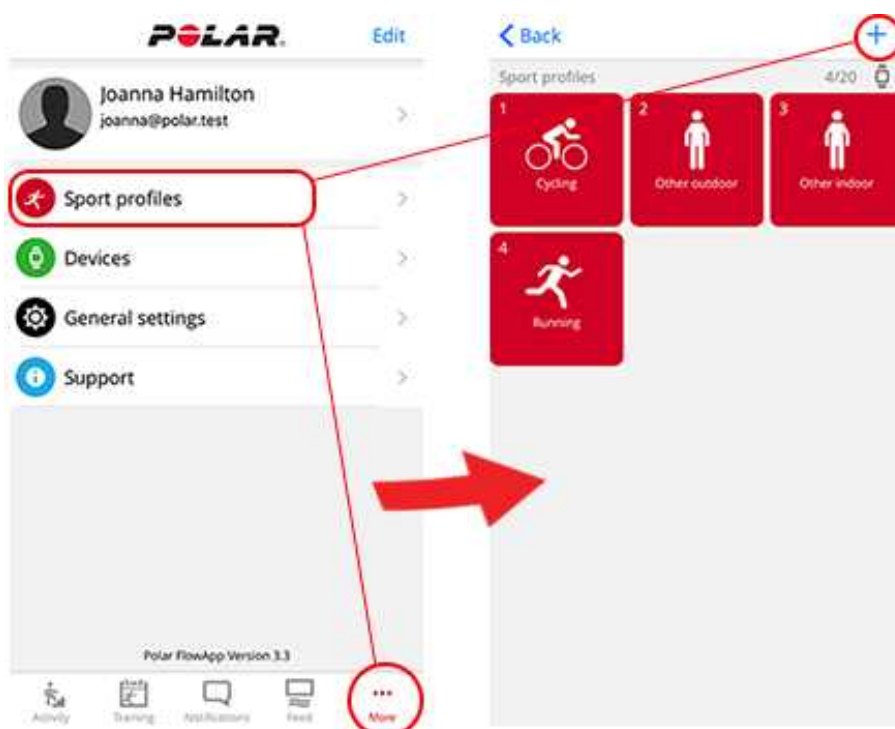 POLAR.
Edit
Joanna Hamilton
joanna@polar.test
Sport profiles
Devices
General settings
Support
Polar FlowApp Version 3.3
Activity
Training
Notifications
Feed
More
Back
Sport profiles
4/20
1
Cycling
2
Other outdoor
3
Other indoor
4
Running